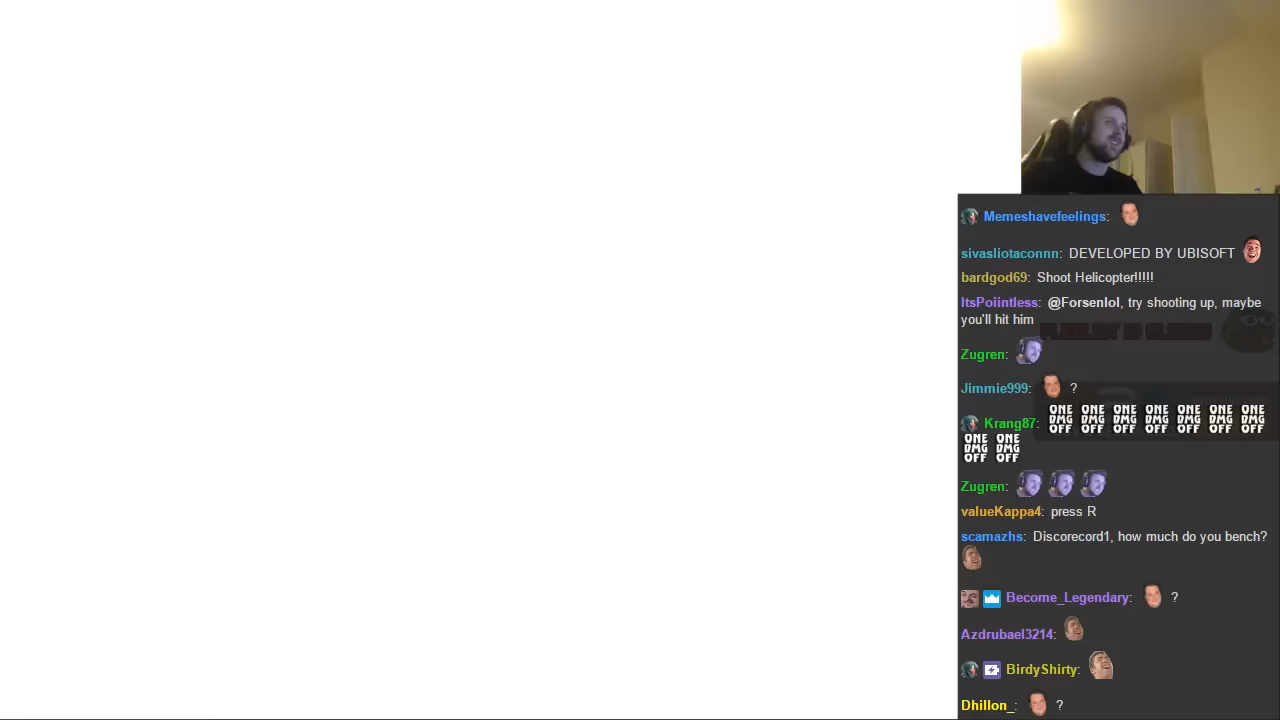 Memeshavefeelings:
sivasliotaconnn: DEVELOPED BY UBISOFT
bardgod69: Shoot Helicopter!!!!!
ItsPoiintless: @Forsenlol, try shooting up, maybe
you'll hit him
Zugren:
Jimmie999: ?
Krang87: ONE DMG OFF ONE DMG OFF ONE DMG OFF ONE DMG OFF ONE DMG OFF ONE DMG OFF ONE DMG OFF
ONE DMG OFF ONE DMG OFF
Zugren:
valueKappa4: press R
scamazhs: Discorecord1, how much do you bench?
Become_Legendary: ?
Azdrubael3214:
BirdyShirty:
Dhillon_: ?